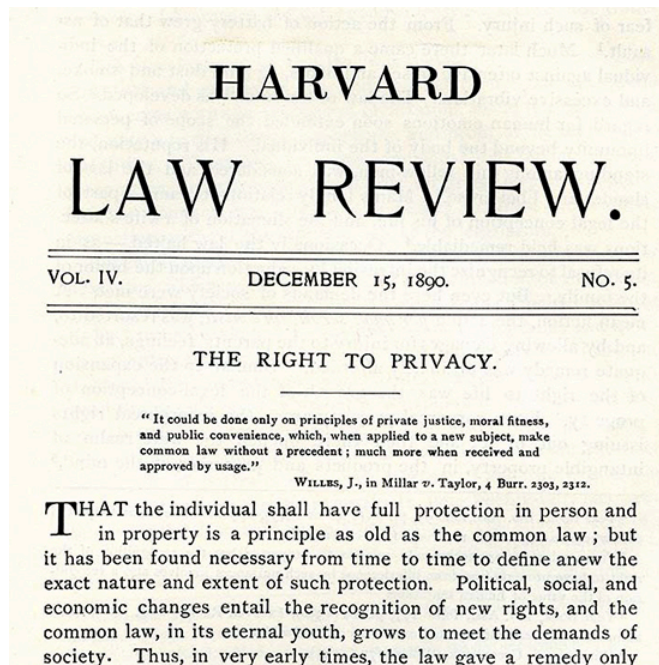 HARVARD
LAW REVIEW.
VOL. IV. DECEMBER 15, 1890. NO. 5.
THE RIGHT TO PRIVACY.
“It could be done only on principles of private justice, moral fitness,
and public convenience, which, when applied to a new subject, make
common law without a precedent; much more when received and
approved by usage.”
WILLES, J., in Millar v. Taylor, 4 Burr. 2303, 2312.
THAT the individual shall have full protection in person and
in property is a principle as old as the common law; but
it has been found necessary from time to time to define anew the
exact nature and extent of such protection. Political, social, and
economic changes entail the recognition of new rights, and the
common law, in its eternal youth, grows to meet the demands of
society. Thus, in very early times, the law gave a remedy only